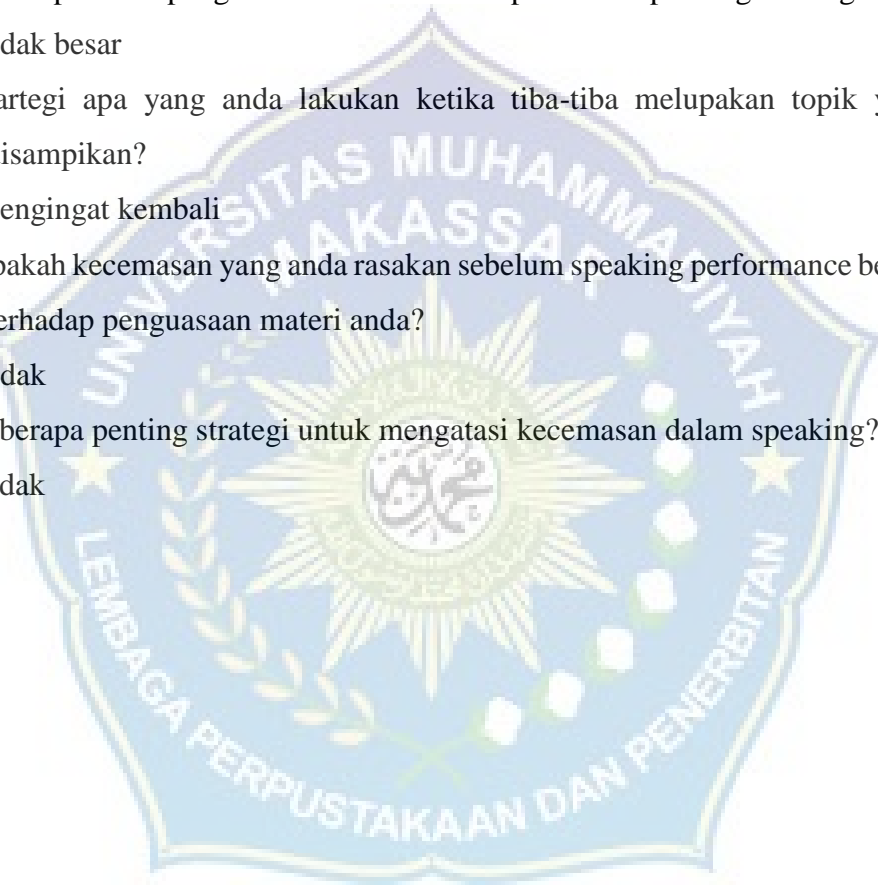 dak besar
artegi apa yang anda lakukan ketika tiba-tiba melupakan topik
disampikan?
engingat kembali
pakah kecemasan yang anda rasakan sebelum speaking performance be
erhadap penguasaan materi anda?
dak
berapa penting strategi untuk mengatasi kecemasan dalam speaking?
dak
UNIVERSITAS MUHAMMADIYAH
MAKASSAR
LEMBAGA PERPUSTAKAAN DAN PENERBITAN